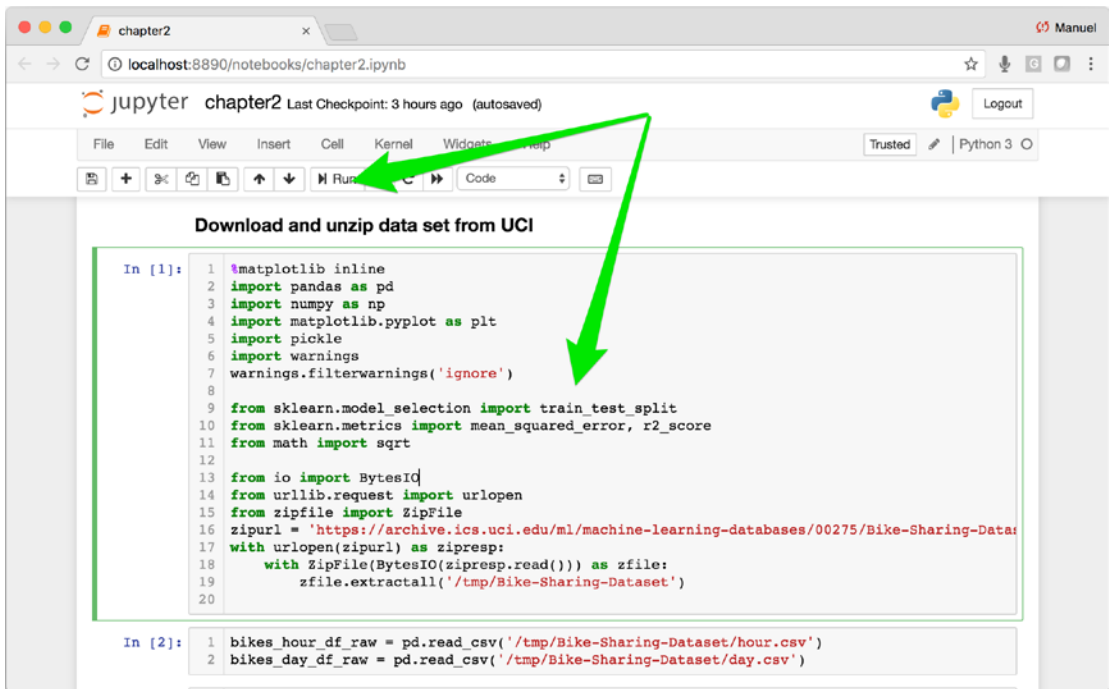 chapter2
Manuel
localhost:8890/notebooks/chapter2.ipynb
jupyter chapter2 Last Checkpoint: 3 hours ago (autosaved)
Logout
File Edit View Insert Cell Kernel Widgets Help
Trusted Python 3
Run Code
Download and unzip data set from UCI
In [1]:
1 %matplotlib inline
2 import pandas as pd
3 import numpy as np
4 import matplotlib.pyplot as plt
5 import pickle
6 import warnings
7 warnings.filterwarnings('ignore')
8
9 from sklearn.model_selection import train_test_split
10 from sklearn.metrics import mean_squared_error, r2_score
11 from math import sqrt
12
13 from io import BytesIO
14 from urllib.request import urlopen
15 from zipfile import ZipFile
16 zipurl = 'https://archive.ics.uci.edu/ml/machine-learning-databases/00275/Bike-Sharing-Datas
17 with urlopen(zipurl) as zipresp:
18     with ZipFile(BytesIO(zipresp.read())) as zfile:
19         zfile.extractall('/tmp/Bike-Sharing-Dataset')
20
In [2]:
1 bikes_hour_df_raw = pd.read_csv('/tmp/Bike-Sharing-Dataset/hour.csv')
2 bikes_day_df_raw = pd.read_csv('/tmp/Bike-Sharing-Dataset/day.csv')